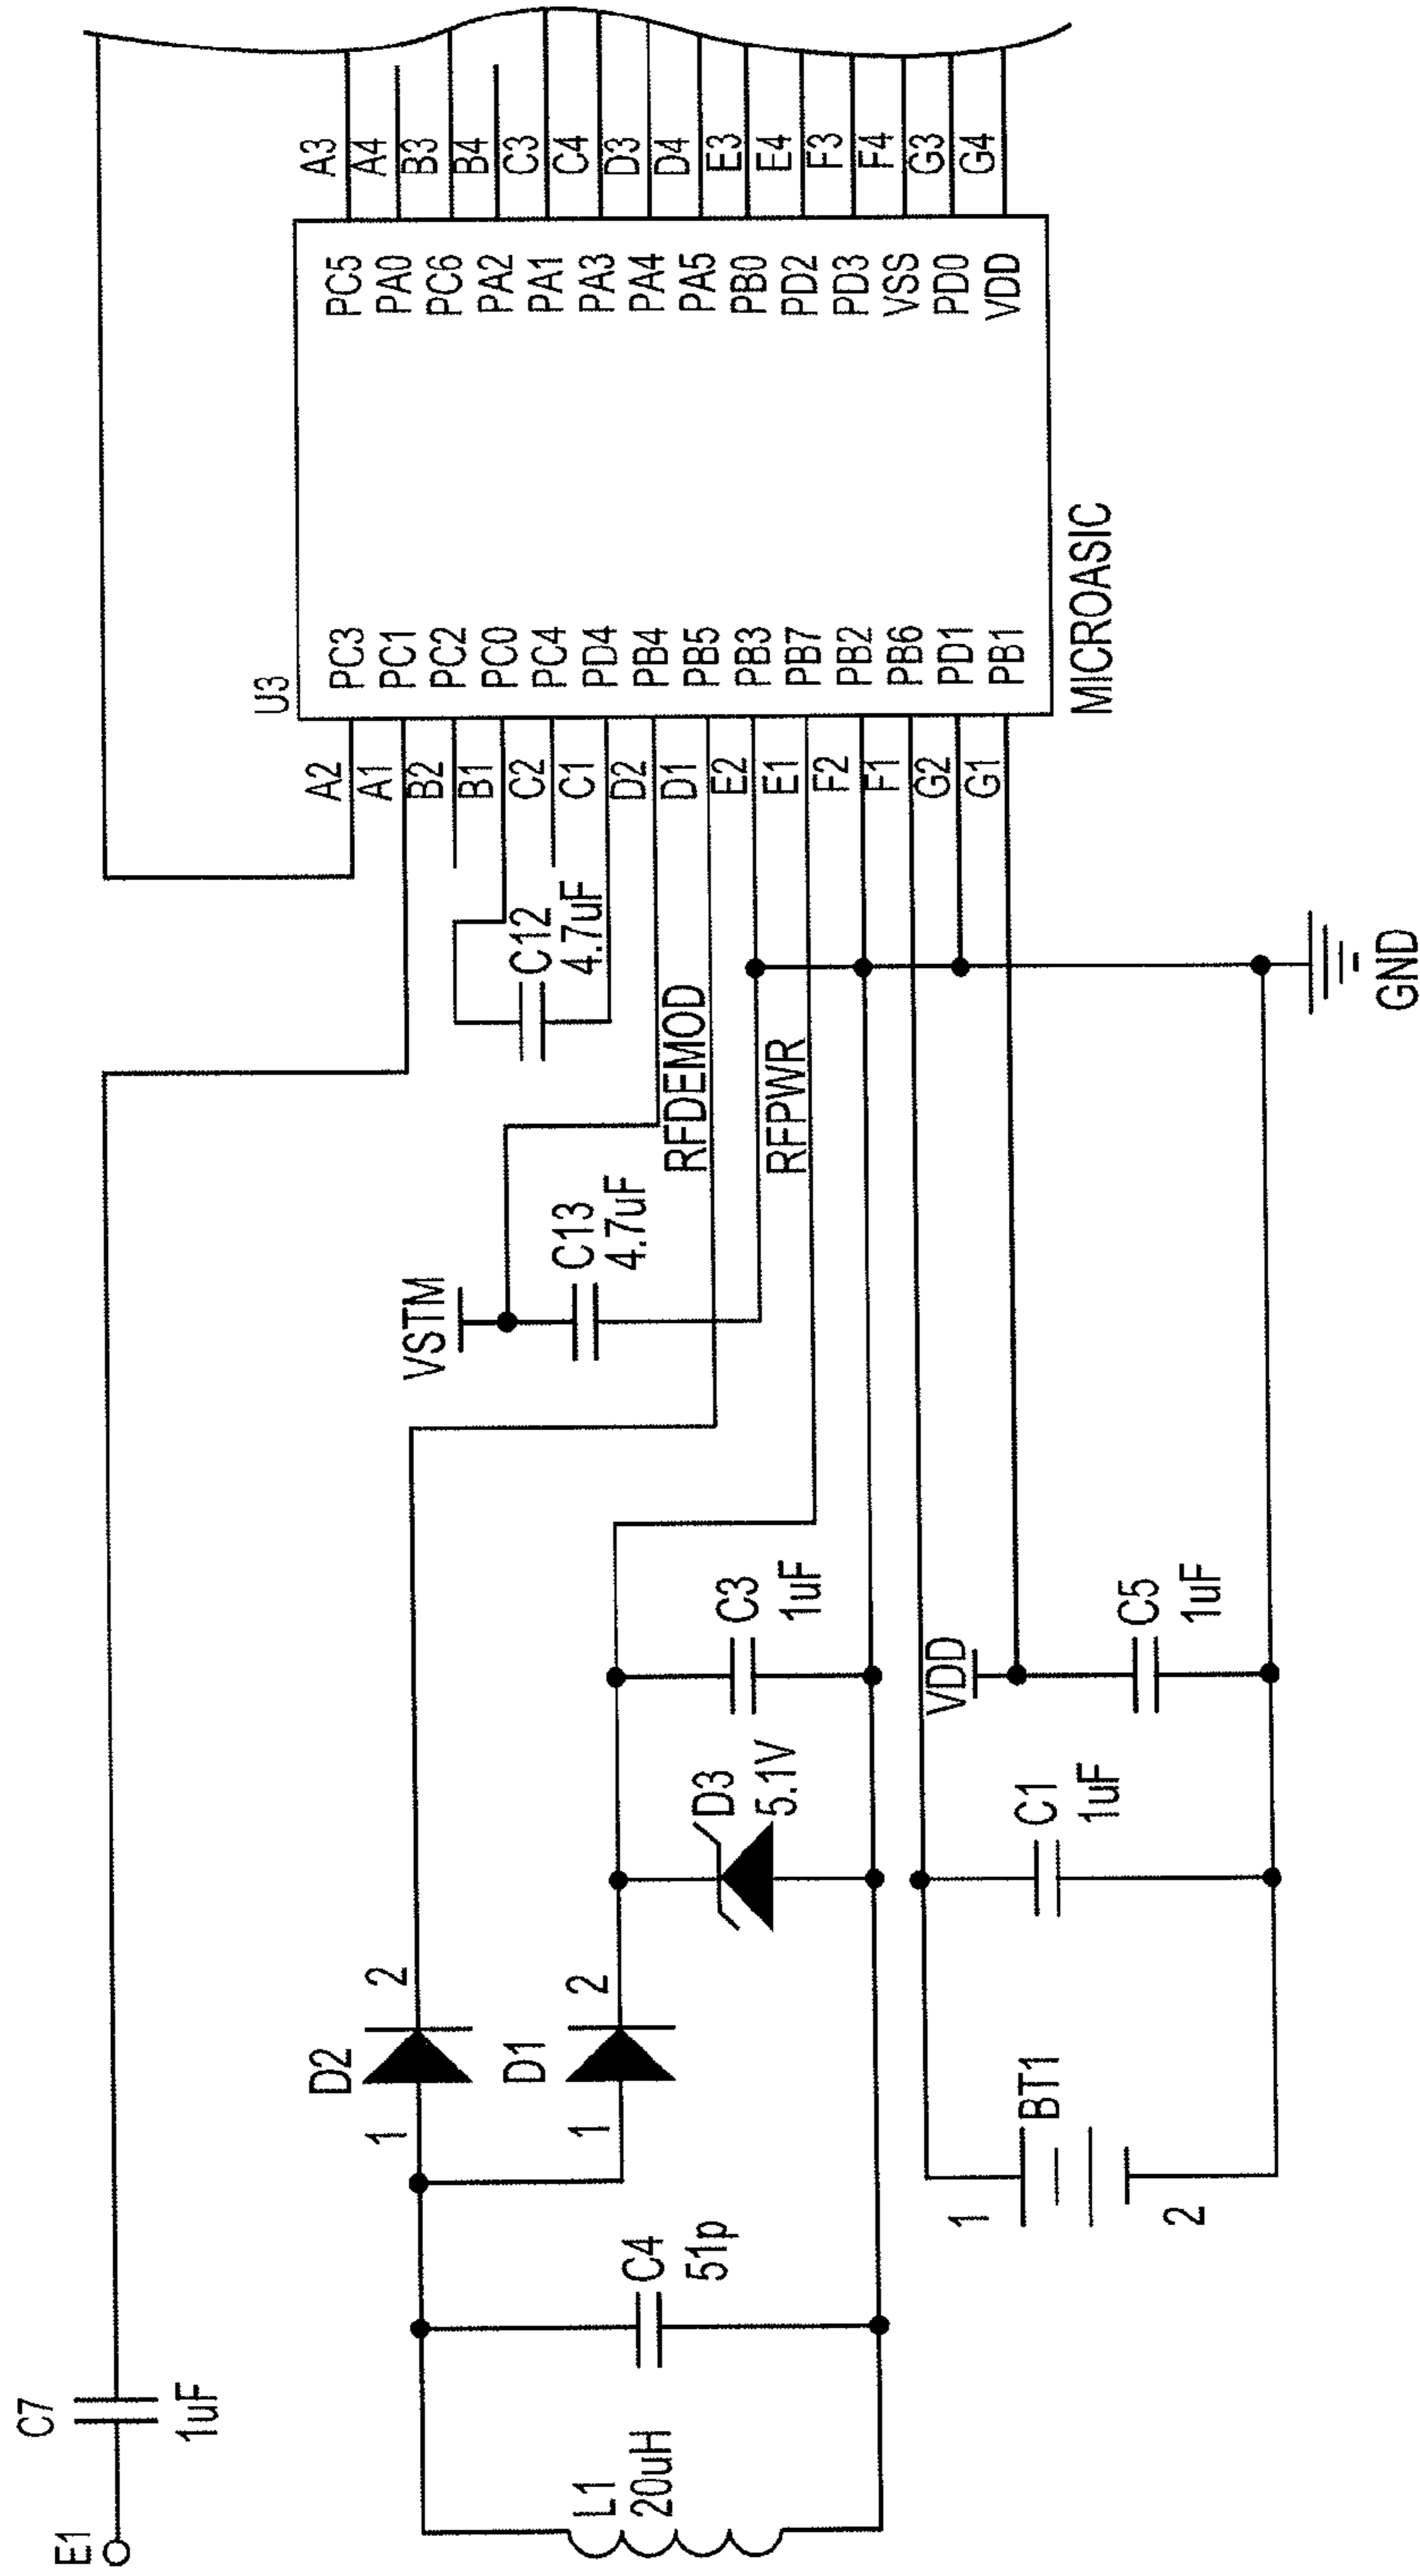 E1
C7
1uF
L1
20uH
C4
51p
D2
1
2
D1
1
2
D3
5.1V
C3
1uF
BT1
1
2
C1
1uF
VDD
C5
1uF
VSTM
C13
4.7uF
C12
4.7uF
RFDEMOD
RFPWR
GND
A2
A1
B2
B1
C2
C1
D2
D1
E2
E1
F2
F1
G2
G1
U3
PC3
PC1
PC2
PC0
PC4
PD4
PB4
PB5
PB3
PB7
PB2
PB6
PD1
PB1
MICROASIC
PC5
PA0
PC6
PA2
PA1
PA3
PA4
PA5
PB0
PD2
PD3
VSS
PD0
VDD
A3
A4
B3
B4
C3
C4
D3
D4
E3
E4
F3
F4
G3
G4